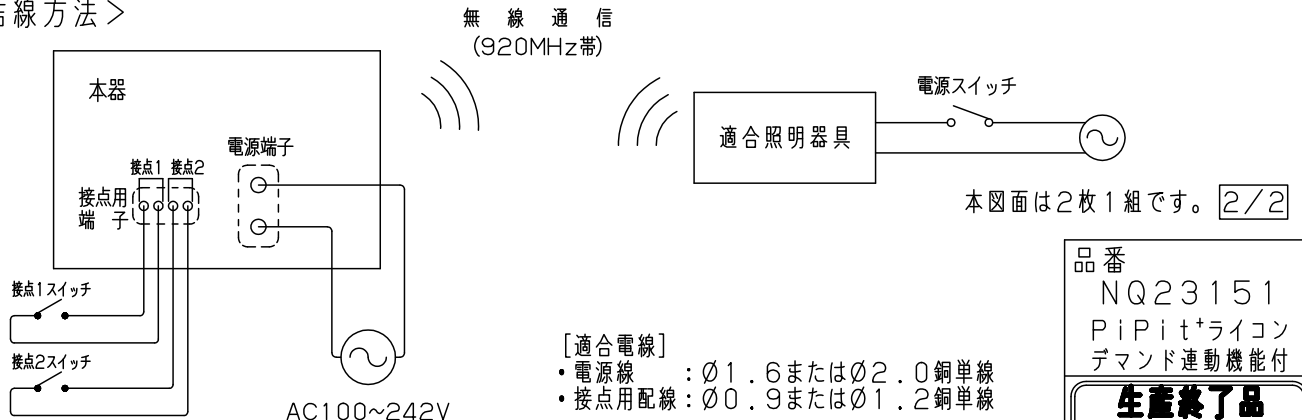 線方法＞
無線通信
(920MHz帯)
本器
電源端子
接点1 接点2
接点用
端子
接点1スイッチ
接点2スイッチ
AC100~242V
適合照明器具
電源スイッチ
本図面は2枚1組です。 2/2
[適合電線]
・電源線 : Ø1.6またはØ2.0銅単線
・接点用配線 : Ø0.9またはØ1.2銅単線
品番
NQ23151
PiPit⁺ライコン
デマンド連動機能付
生産終了品